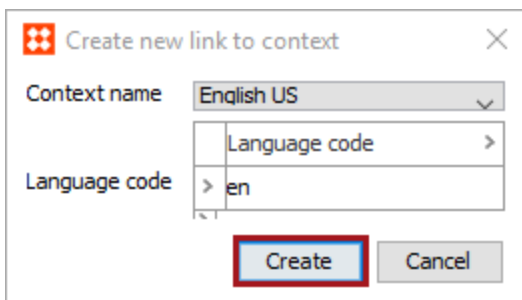 Create new link to context
Context name English US
Language code
Language code en
Create Cancel